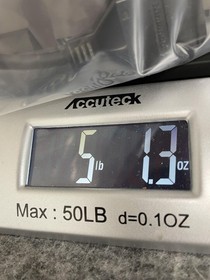 Accuteck
5 lb 1.3 oz
Max : 50LB d=0.1OZ